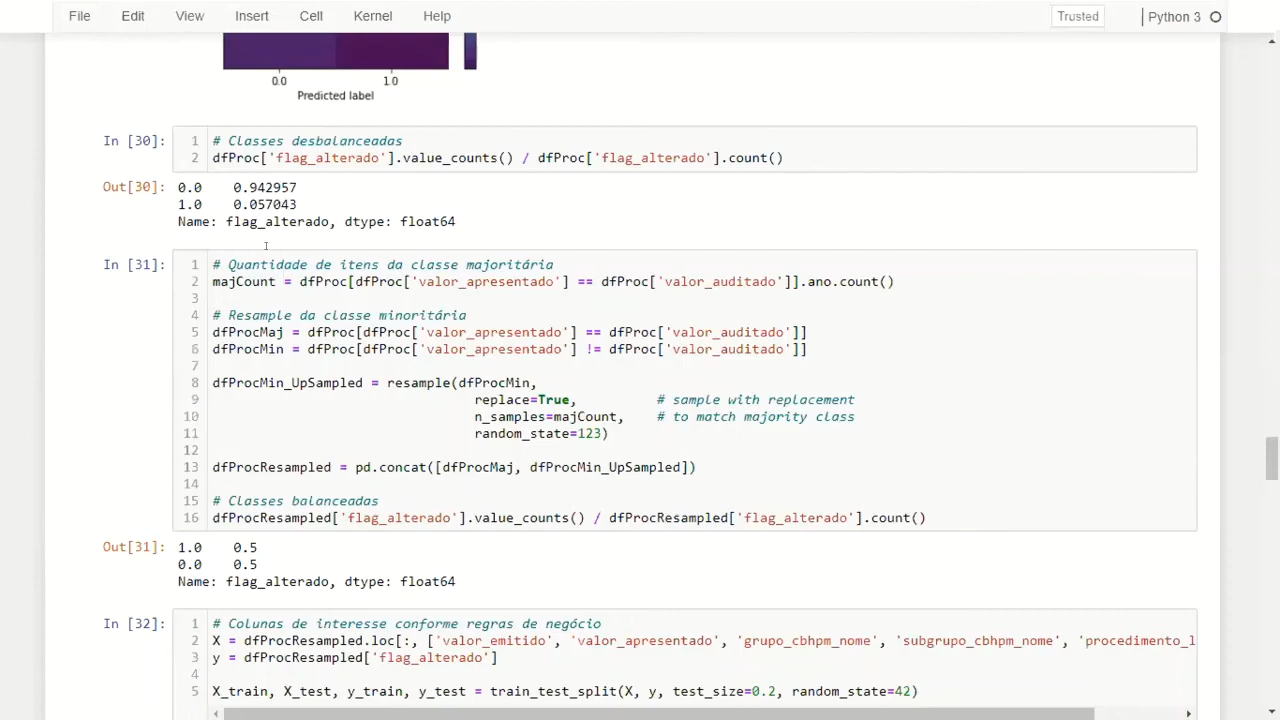 File Edit View Insert Cell Kernel Help Trusted Python 3
0.0 1.0
Predicted label
In [30]:
1 # Classes desbalanceadas
2 dfProc['flag_alterado'].value_counts() / dfProc['flag_alterado'].count()
Out[30]:
0.0 0.942957
1.0 0.057043
Name: flag_alterado, dtype: float64
In [31]:
1 # Quantidade de itens da classe majoritária
2 majCount = dfProc[dfProc['valor_apresentado'] == dfProc['valor_auditado']].ano.count()
3
4 # Resample da classe minoritária
5 dfProcMaj = dfProc[dfProc['valor_apresentado'] == dfProc['valor_auditado']]
6 dfProcMin = dfProc[dfProc['valor_apresentado'] != dfProc['valor_auditado']]
7
8 dfProcMin_UpSampled = resample(dfProcMin,
9 replace=True, # sample with replacement
10 n_samples=majCount, # to match majority class
11 random_state=123)
12
13 dfProcResampled = pd.concat([dfProcMaj, dfProcMin_UpSampled])
14
15 # Classes balanceadas
16 dfProcResampled['flag_alterado'].value_counts() / dfProcResampled['flag_alterado'].count()
Out[31]:
1.0 0.5
0.0 0.5
Name: flag_alterado, dtype: float64
In [32]:
1 # Colunas de interesse conforme regras de negócio
2 X = dfProcResampled.loc[:, ['valor_emitido', 'valor_apresentado', 'grupo_cbhpm_nome', 'subgrupo_cbhpm_nome', 'procedimento_l
3 y = dfProcResampled['flag_alterado']
4
5 X_train, X_test, y_train, y_test = train_test_split(X, y, test_size=0.2, random_state=42)